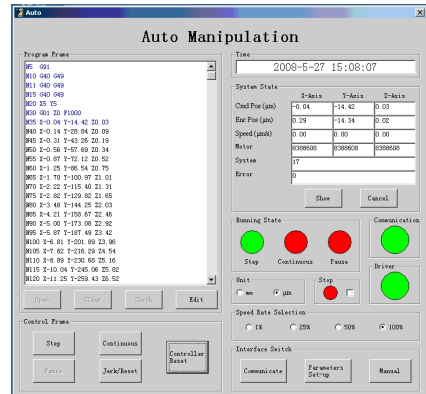 Auto
Auto Manipulation
Program Frame
N5 G91
N10 G40 G49
N11 G40 G49
N15 G40 G49
N20 X5 Y5
N30 G01 Z0 F1000
N35 X-0.04 Y-14.42 Z0.03
N40 X-0.14 Y-28.84 Z0.09
N45 X-0.31 Y-43.26 Z0.19
N50 X-0.56 Y-57.69 Z0.34
N55 X-0.87 Y-72.12 Z0.52
N60 X-1.25 Y-86.54 Z0.75
N65 X-1.70 Y-100.97 Z1.01
N70 X-2.22 Y-115.40 Z1.31
N75 X-2.82 Y-129.82 Z1.65
N80 X-3.48 Y-144.25 Z2.03
N85 X-4.21 Y-158.67 Z2.46
N90 X-5.00 Y-173.08 Z2.92
N95 X-5.87 Y-187.49 Z3.42
N100 X-6.81 Y-201.89 Z3.96
N105 X-7.82 Y-216.29 Z4.54
N110 X-8.89 Y-230.68 Z5.16
N115 X-10.04 Y-245.06 Z5.82
N120 X-11.25 Y-259.43 Z6.52
Open Clear Check Edit
Control Frame
Step Continuous
Controller Reset
Pause Jerk/Reset
Time
2008-5-27 15:08:07
System State
X-Axis Y-Axis Z-Axis
Cmd Pos (μm) -0.04 -14.42 0.03
Enc Pos (μm) 0.29 -14.34 0.02
Speed (μm/s) 0.00 0.00 0.00
Motor 8388608 8388608 8388608
System 17
Error 0
Show Cancel
Running State
Step Continuous Pause
Communication
Driver
Unit
mm μm
Stop
Speed Rate Selection
1% 25% 50% 100%
Interface Switch
Communicate Parameters Set-up Manual